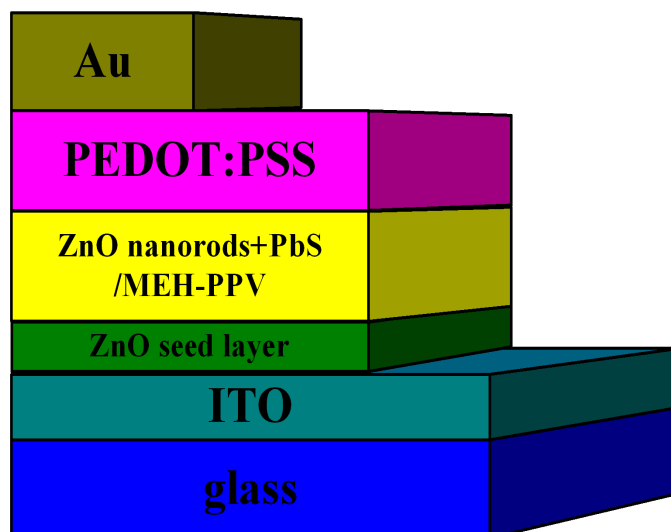 Au
PEDOT:PSS
ZnO nanorods+PbS
/MEH-PPV
ZnO seed layer
ITO
glass